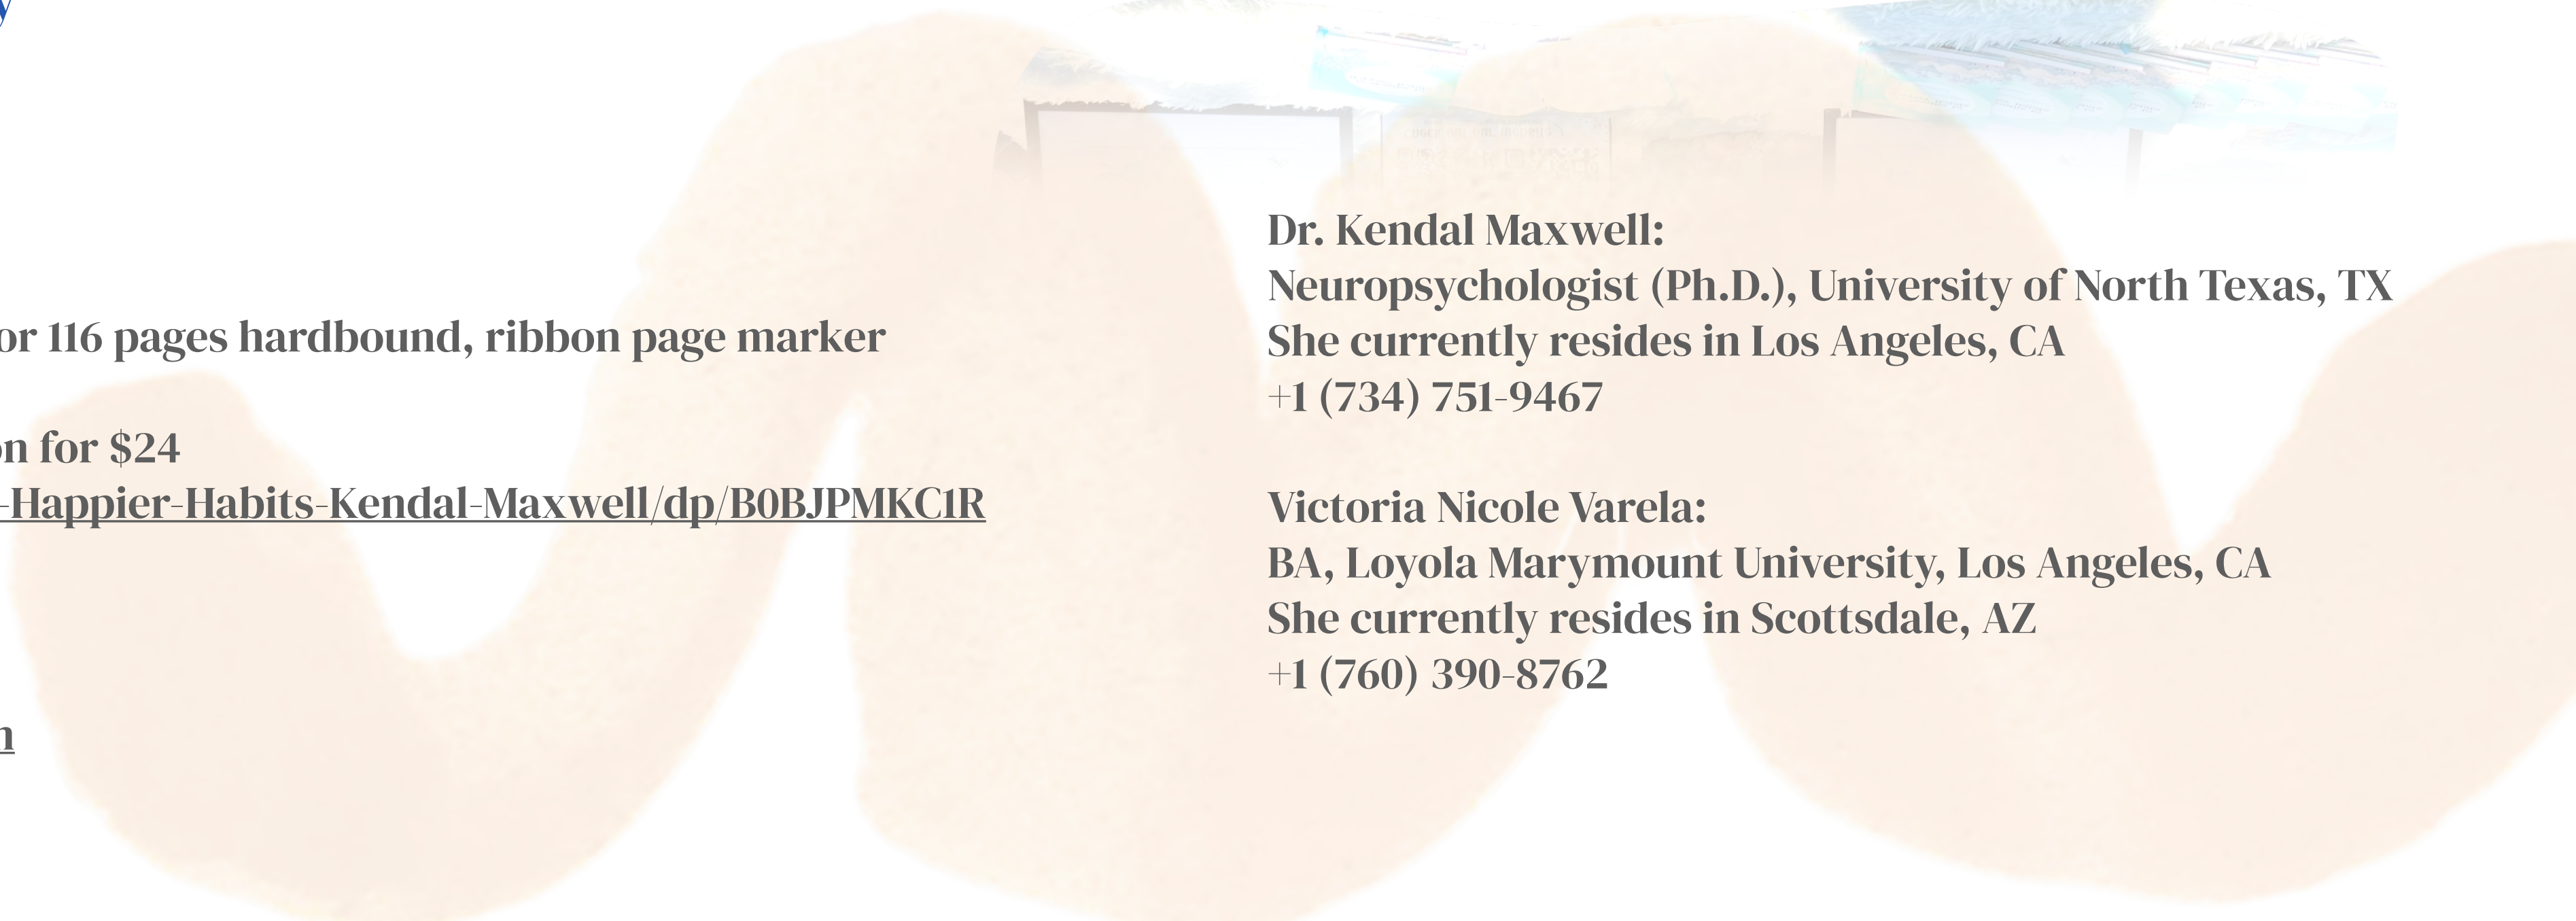 y
or 116 pages hardbound, ribbon page marker
on for $24
-Happier-Habits-Kendal-Maxwell/dp/B0BJPMKC1R
n
Dr. Kendal Maxwell:
Neuropsychologist (Ph.D.), University of North Texas, TX
She currently resides in Los Angeles, CA
+1 (734) 751-9467
Victoria Nicole Varela:
BA, Loyola Marymount University, Los Angeles, CA
She currently resides in Scottsdale, AZ
+1 (760) 390-8762